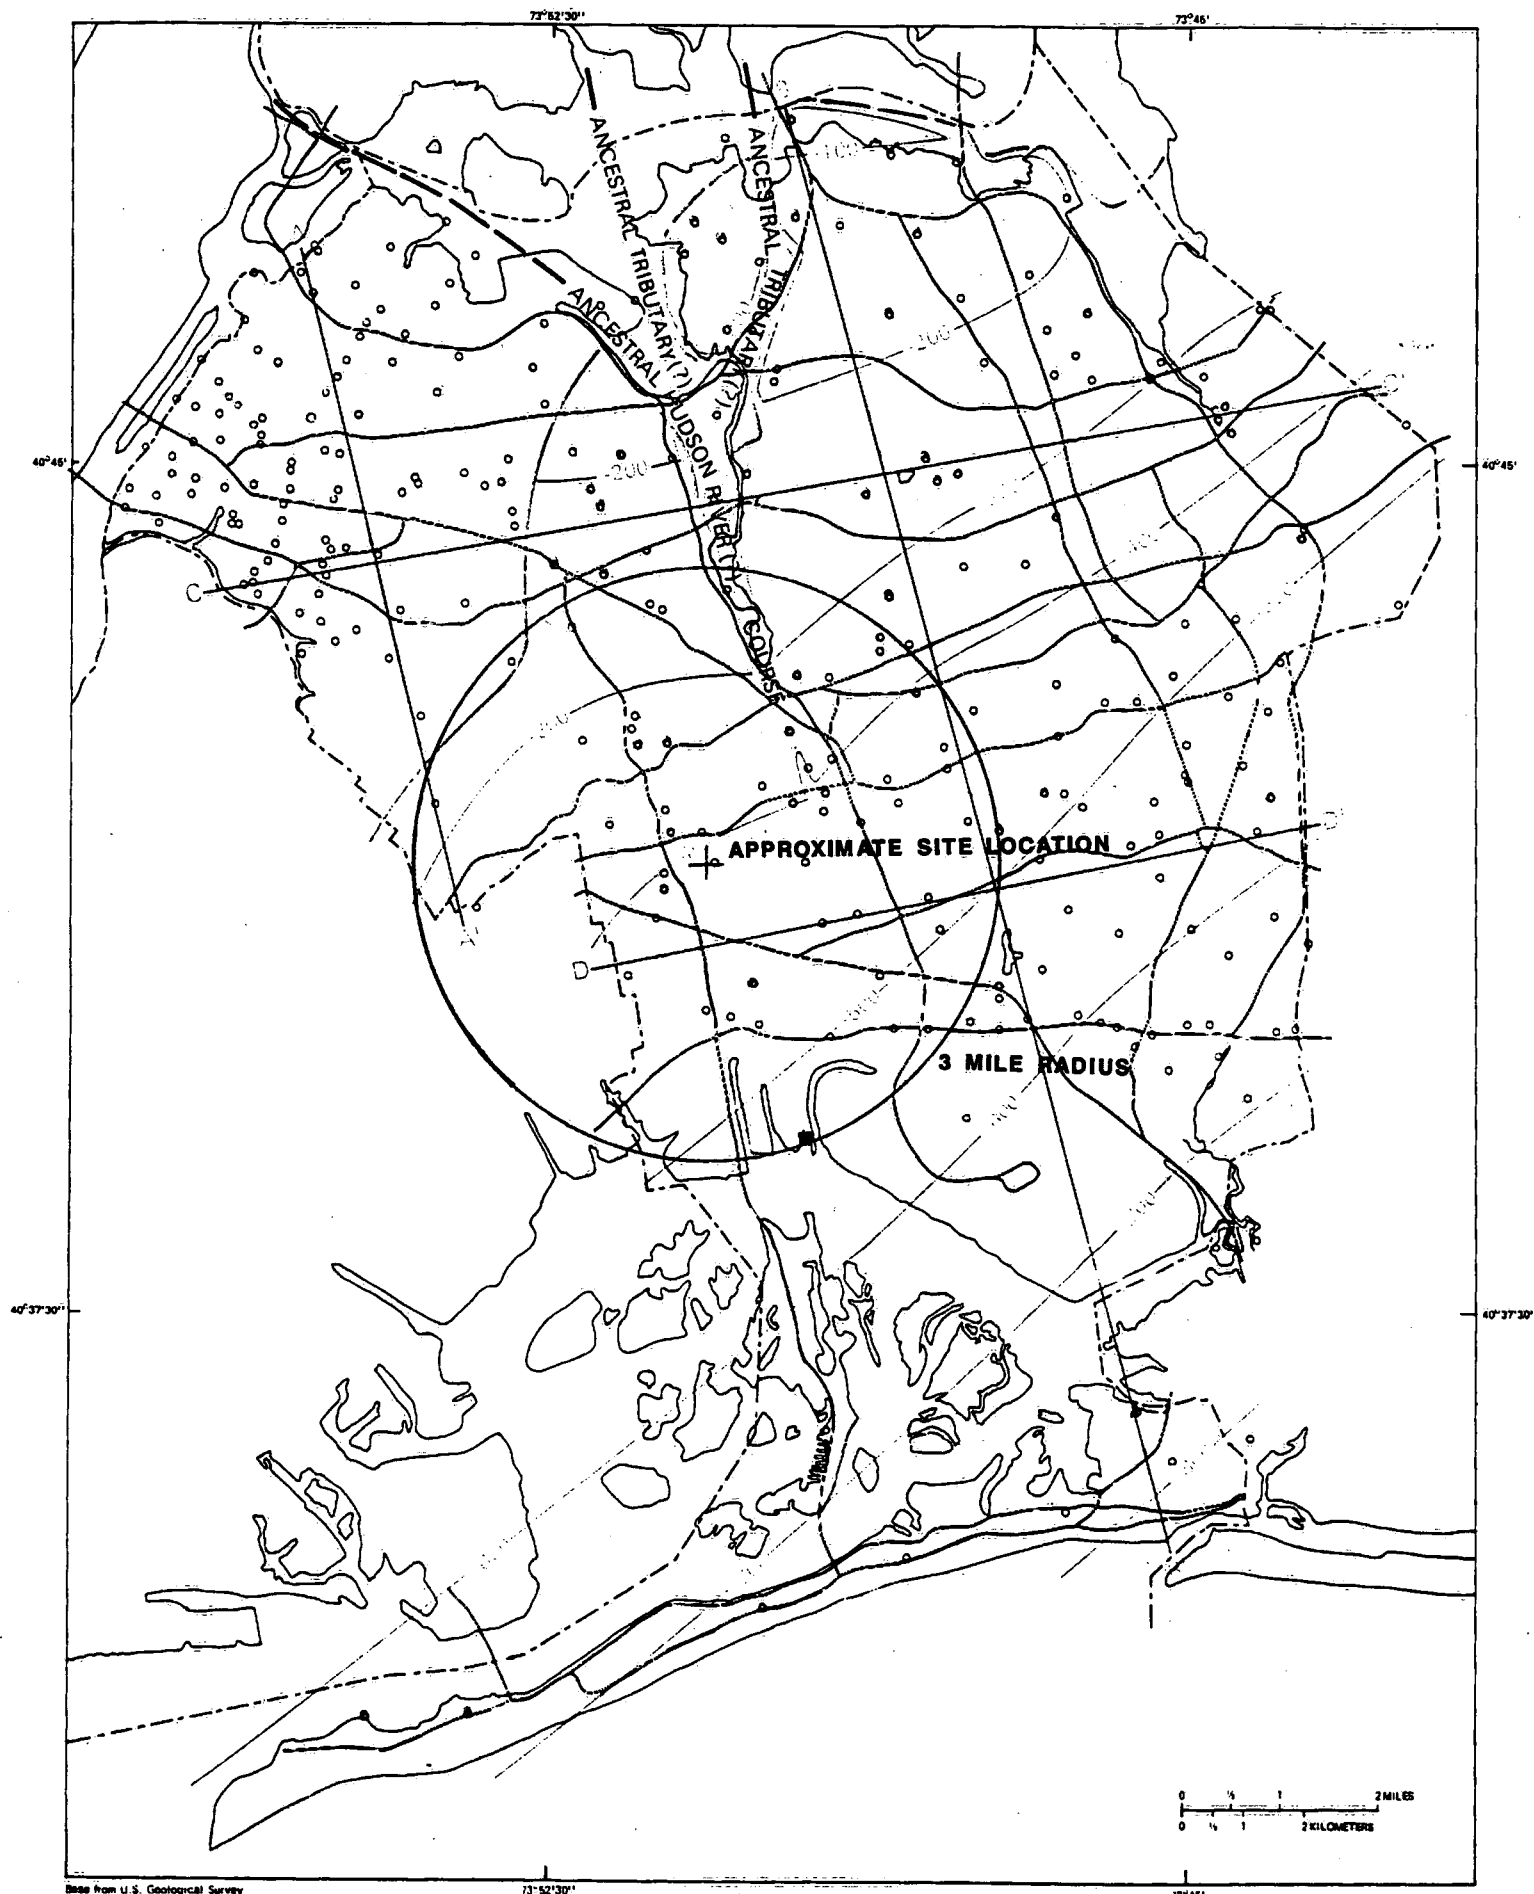 73°52'30"
73°45'
ANCESTRAL TRIBUTARY(?)
ANCESTRAL TRIBUTARY(?)
-100
-200
ANCESTRAL HUDSON RIVER(?) COURSE
C'
40°45'
40°45'
-200
C
APPROXIMATE SITE LOCATION
D'
D
3 MILE RADIUS
40°37'30"
40°37'30"
0 ½ 1 2 MILES
0 ½ 1 2 KILOMETERS
Base from U.S. Geological Survey
73°52'30"